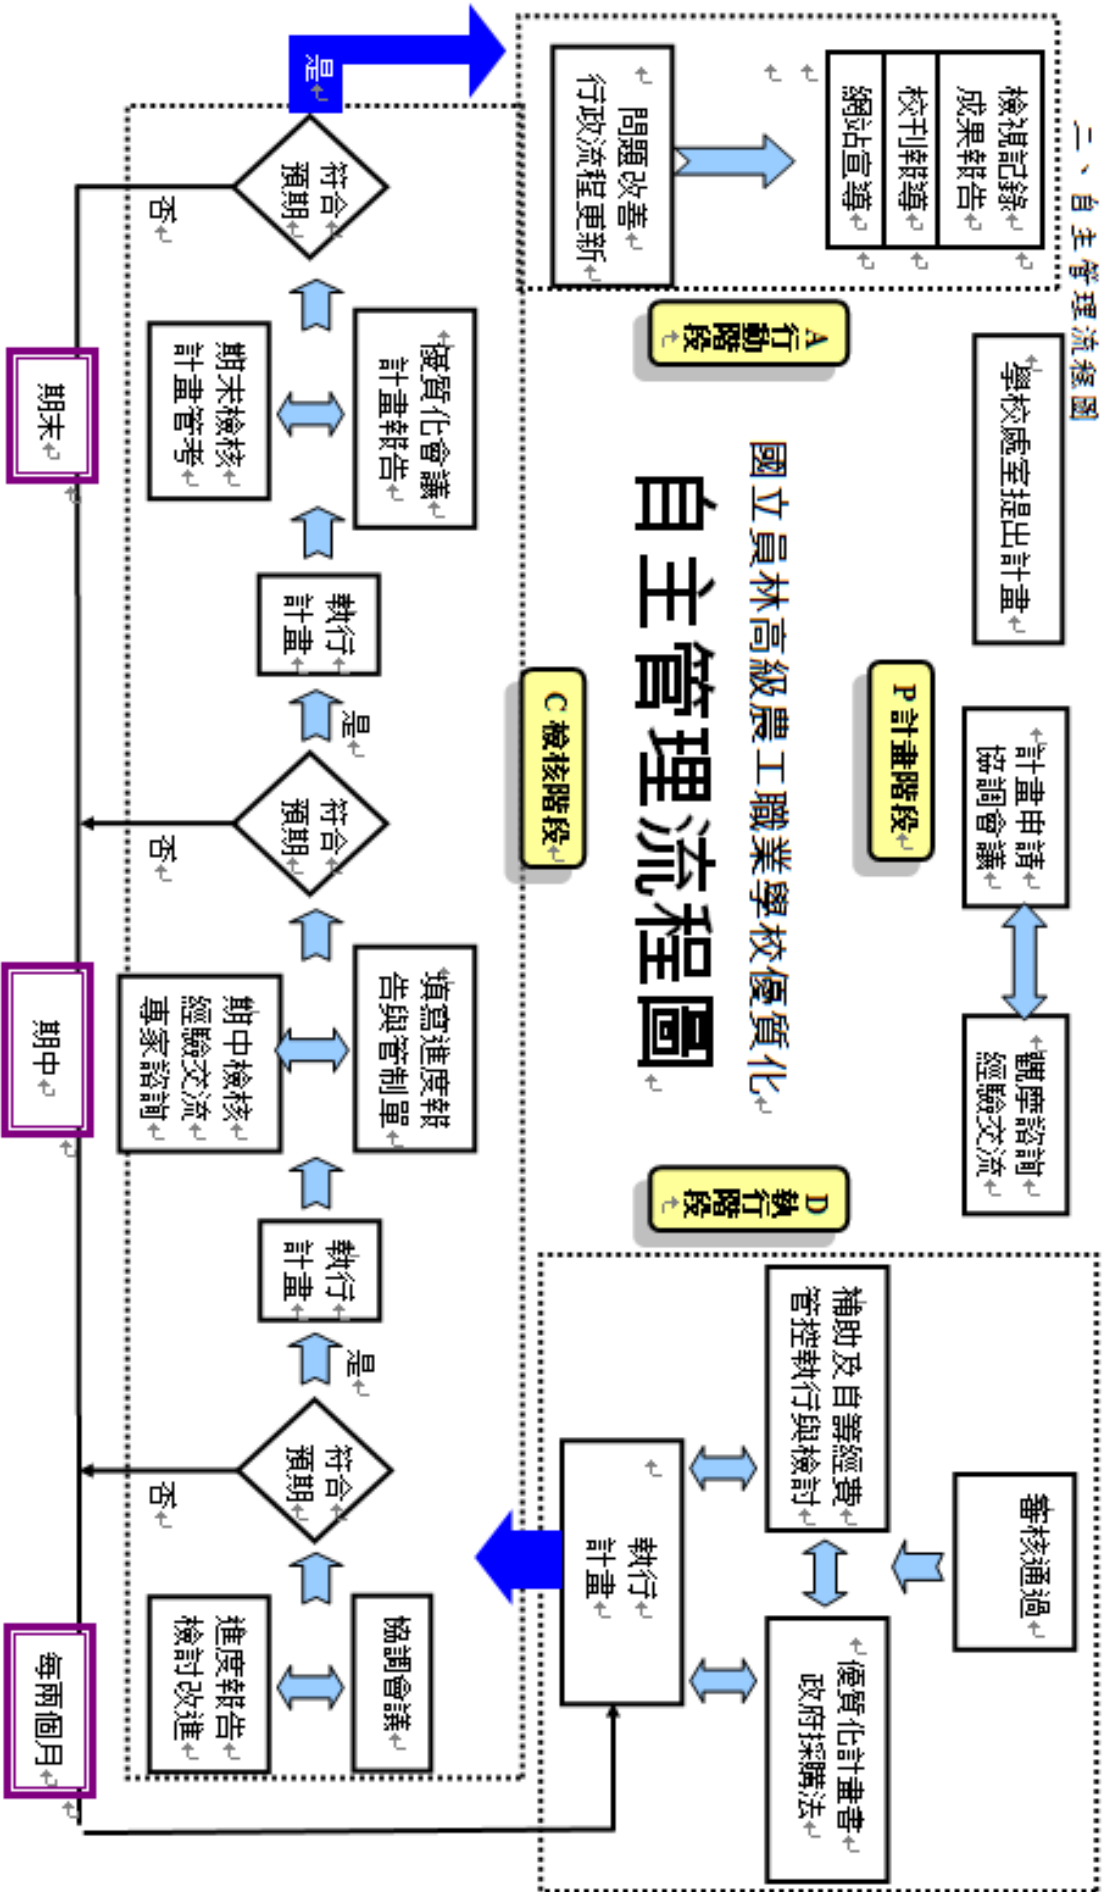 二、自主管理流程圖
學校處室提出計畫
計畫申請
協調會議
觀摩諮詢
經驗交流
P 計畫階段
審核通過
檢視記錄
成果報告
校刊報導
網站宣導
問題改善
行政流程更新
A
行動階段
國立員林高級農工職業學校優質化
自主管理流程圖
D
執行階段
補助及自籌經費
管控執行與檢討
優質化計畫書
政府採購法
執行
計畫
C 檢核階段
是
符合
預期
否
優質化會議
計畫報告
期末檢核
計畫管考
執行
計畫
是
符合
預期
否
填寫進度報
告與管制單
期中檢核
經驗交流
專家諮詢
執行
計畫
是
符合
預期
否
協調會議
進度報告
檢討改進
期末
期中
每兩個月